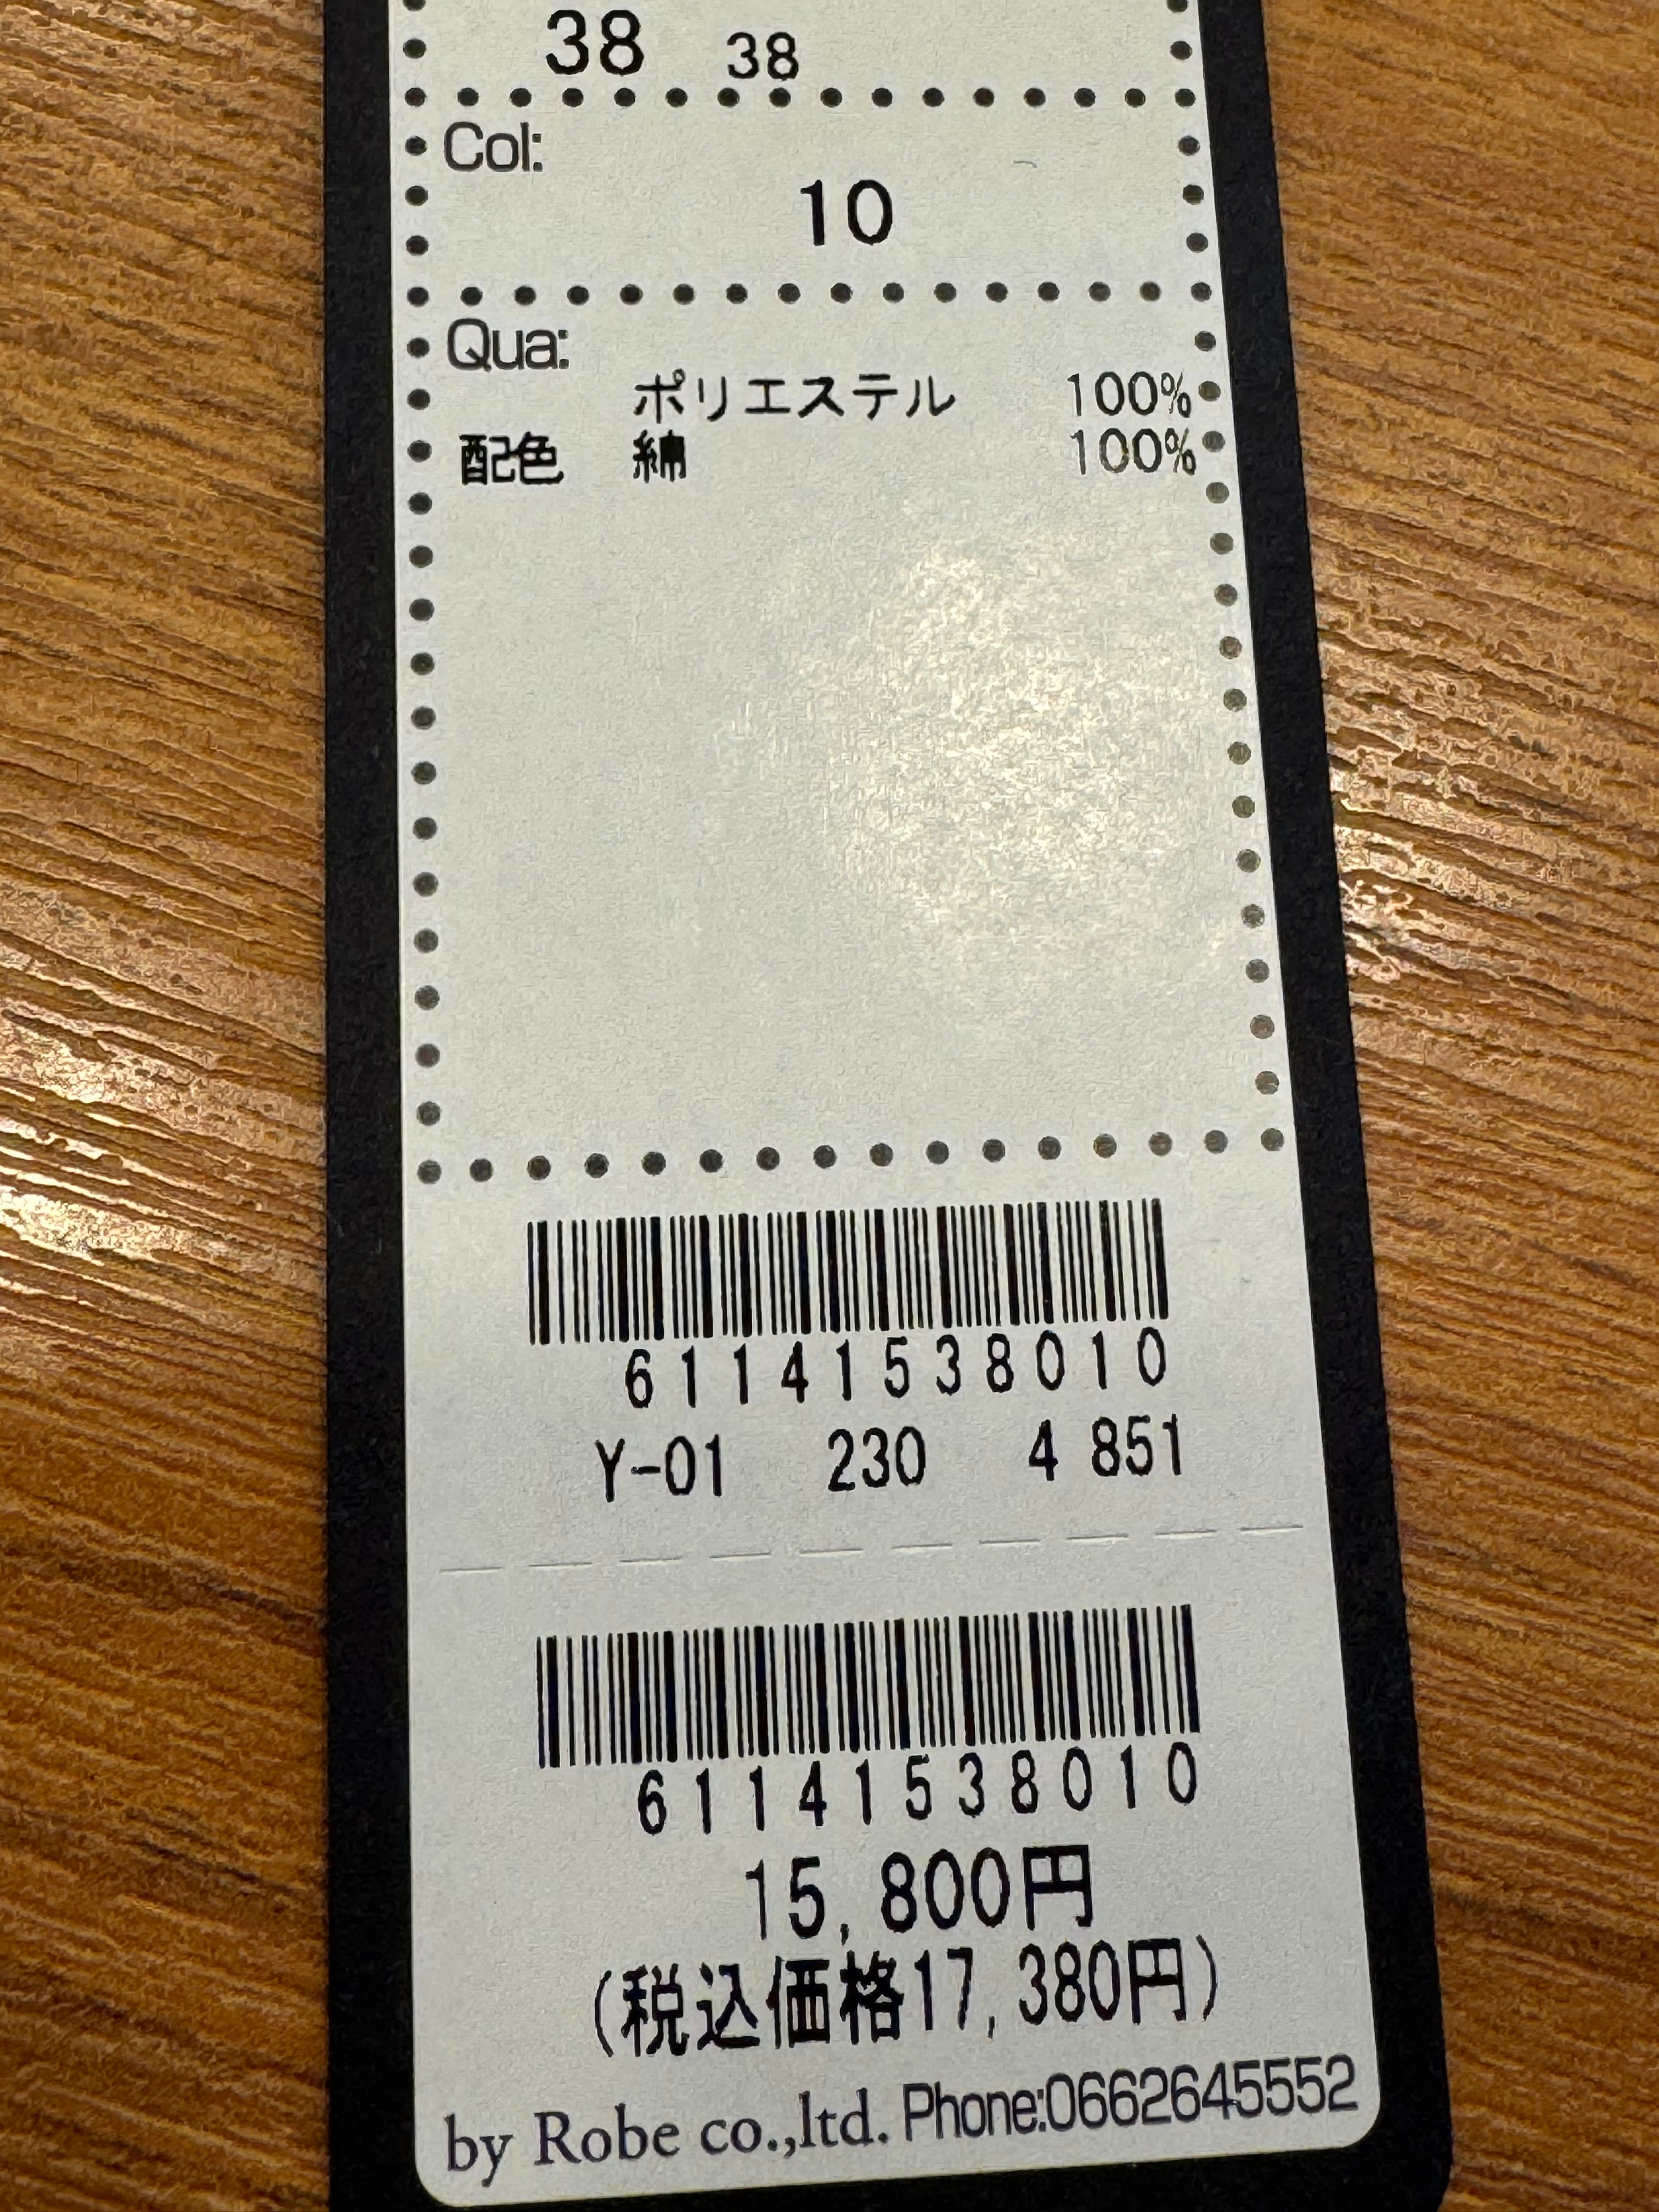 38 38
Col:
10
Qua:
ポリエステル 100%
配色 綿 100%
61141538010
Y-01 230 4 851
61141538010
15,800円
(税込価格17,380円)
by Robe co.,ltd. Phone:0662645552